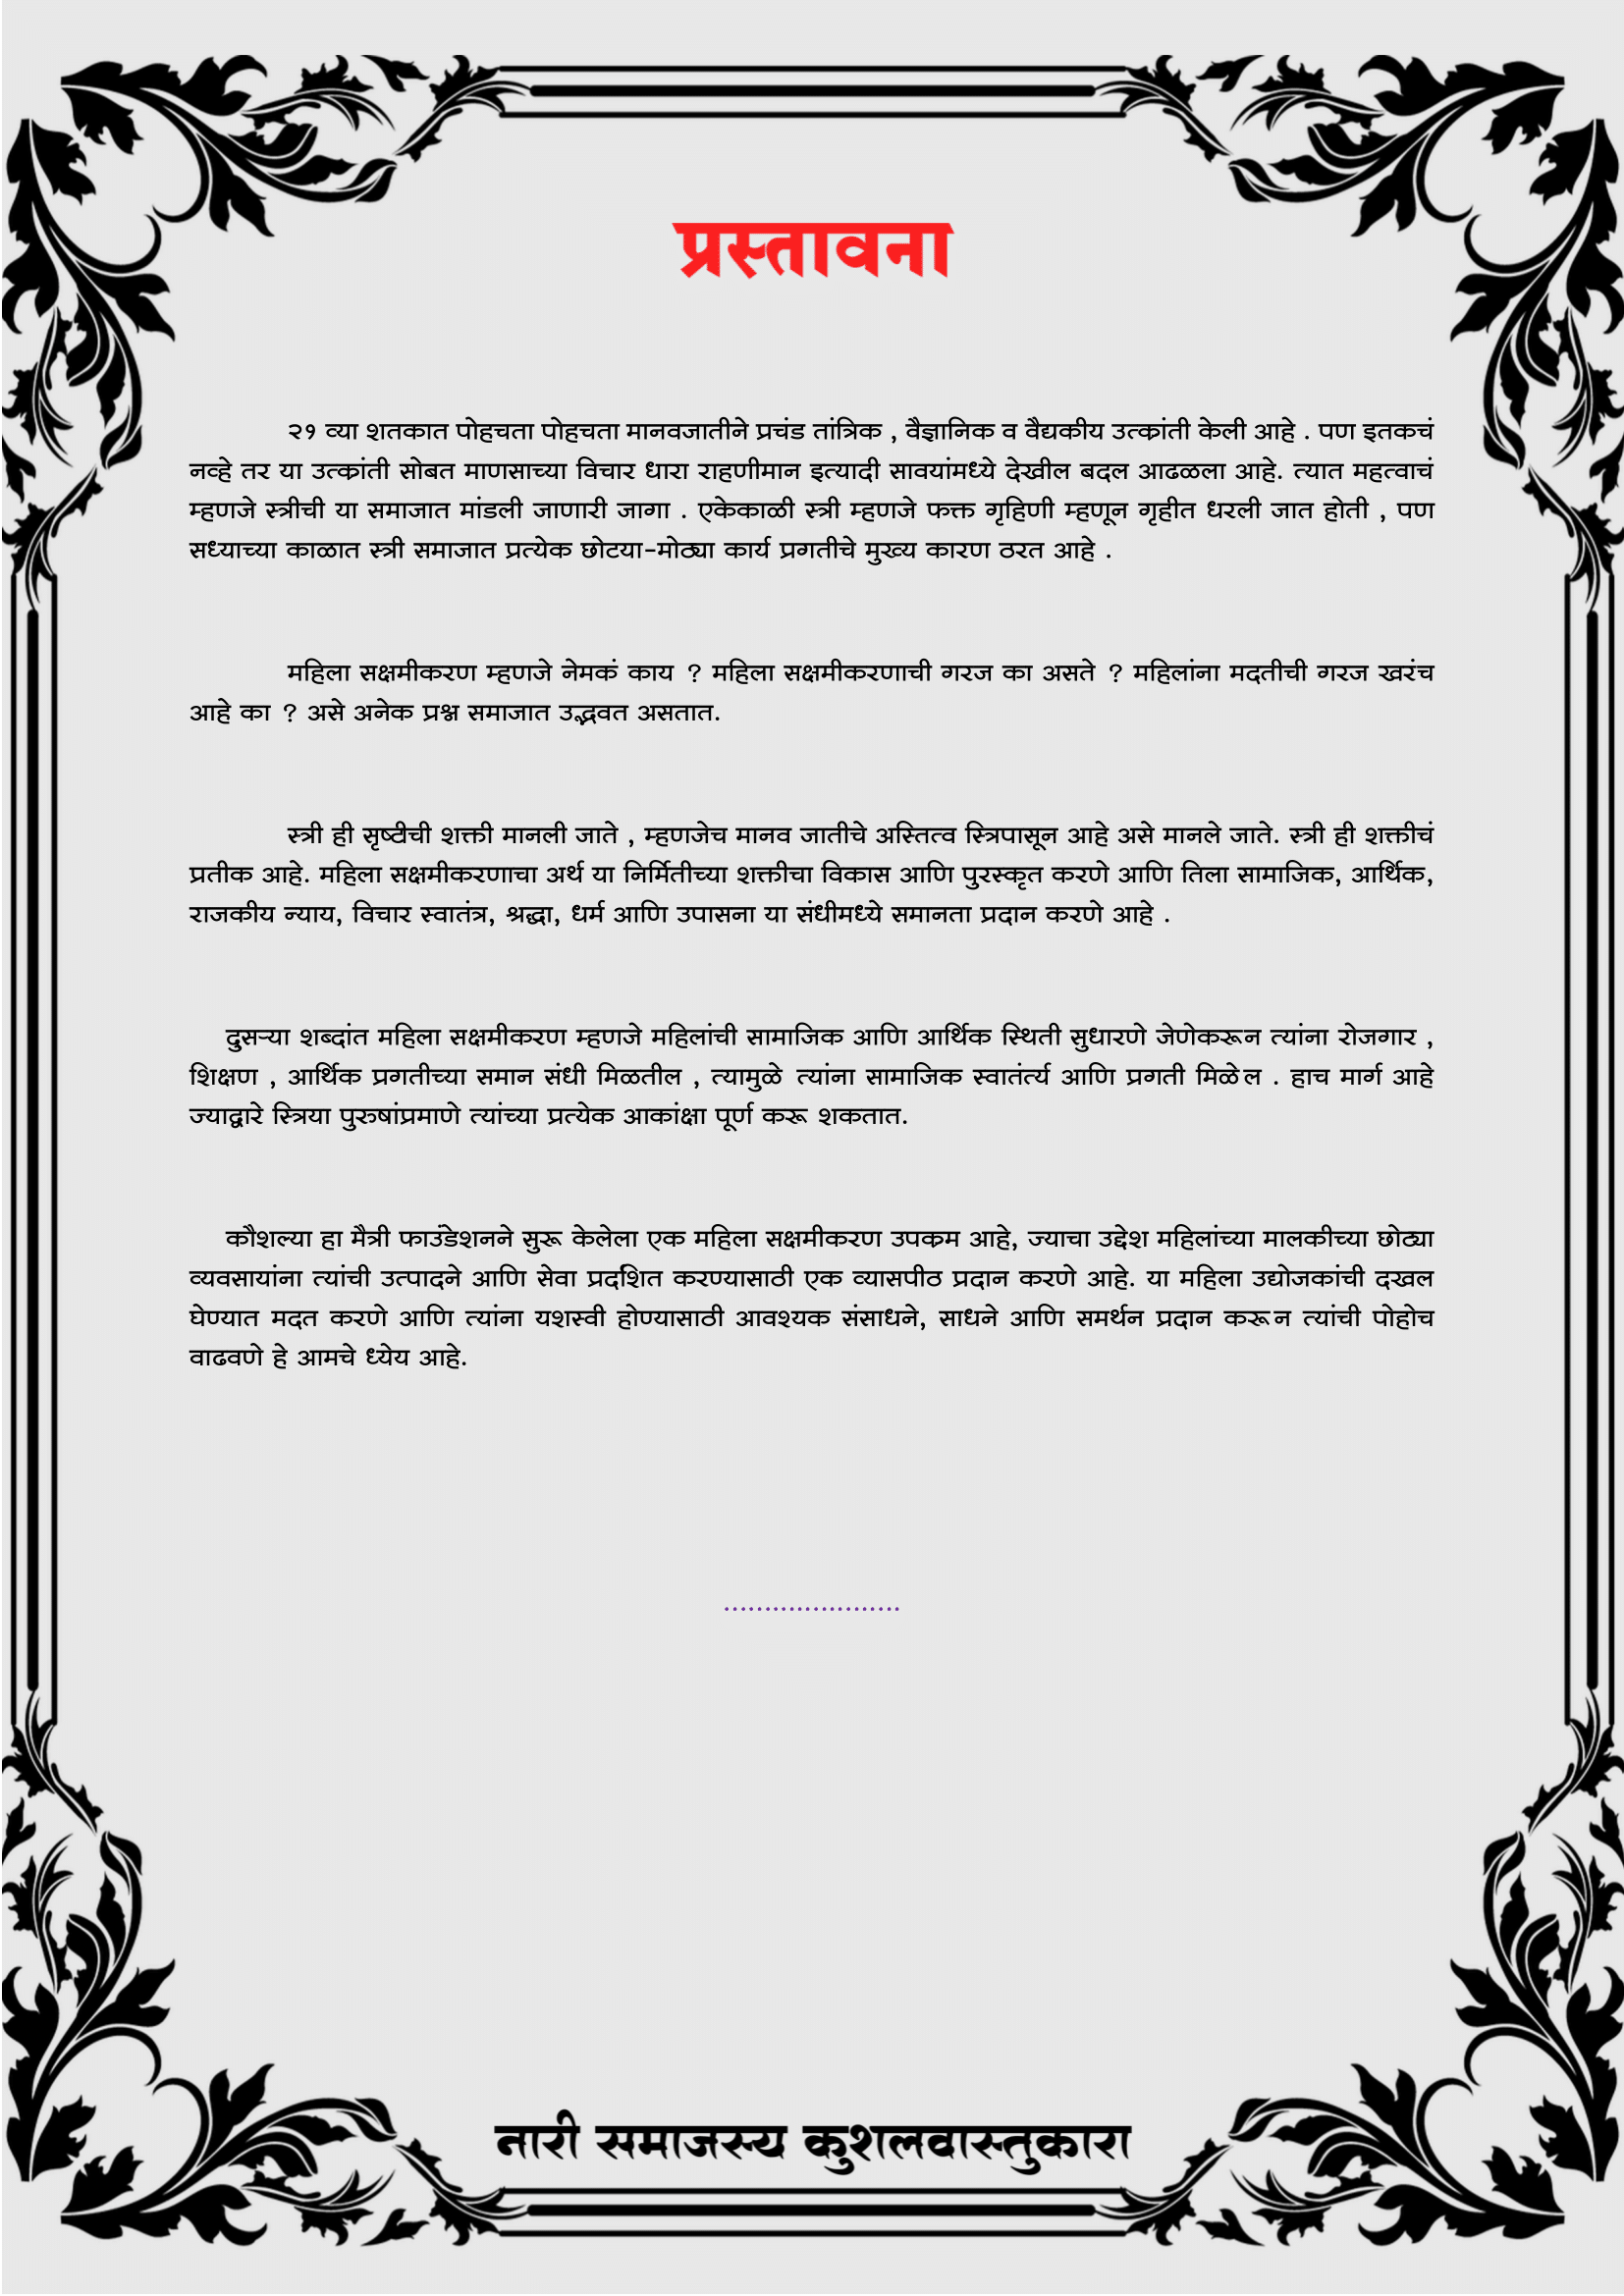 प्रस्तावना
२१ व्या शतकात पोहचता पोहचता मानवजातीने प्रचंड तांत्रिक , वैज्ञानिक व वैद्यकीय उत्क्रांती केली आहे . पण इतकचं
नव्हे तर या उत्क्रांती सोबत माणसाच्या विचार धारा राहणीमान इत्यादी सावयांमध्ये देखील बदल आढळला आहे. त्यात महत्वाचं
म्हणजे स्त्रीची या समाजात मांडली जाणारी जागा . एकेकाळी स्त्री म्हणजे फक्त गृहिणी म्हणून गृहीत धरली जात होती , पण
सध्याच्या काळात स्त्री समाजात प्रत्येक छोटया-मोठ्या कार्य प्रगतीचे मुख्य कारण ठरत आहे .
महिला सक्षमीकरण म्हणजे नेमकं काय ? महिला सक्षमीकरणाची गरज का असते ? महिलांना मदतीची गरज खरंच
आहे का ? असे अनेक प्रश्न समाजात उद्भवत असतात.
स्त्री ही सृष्टीची शक्ती मानली जाते , म्हणजेच मानव जातीचे अस्तित्व स्त्रिपासून आहे असे मानले जाते. स्त्री ही शक्तीचं
प्रतीक आहे. महिला सक्षमीकरणाचा अर्थ या निर्मितीच्या शक्तीचा विकास आणि पुरस्कृत करणे आणि तिला सामाजिक, आर्थिक,
राजकीय न्याय, विचार स्वातंत्र, श्रद्धा, धर्म आणि उपासना या संधीमध्ये समानता प्रदान करणे आहे .
दुसऱ्या शब्दांत महिला सक्षमीकरण म्हणजे महिलांची सामाजिक आणि आर्थिक स्थिती सुधारणे जेणेकरून त्यांना रोजगार ,
शिक्षण , आर्थिक प्रगतीच्या समान संधी मिळतील , त्यामुळे त्यांना सामाजिक स्वातंर्त्य आणि प्रगती मिळेल . हाच मार्ग आहे
ज्याद्वारे स्त्रिया पुरुषांप्रमाणे त्यांच्या प्रत्येक आकांक्षा पूर्ण करू शकतात.
कौशल्या हा मैत्री फाउंडेशनने सुरू केलेला एक महिला सक्षमीकरण उपक्रम आहे, ज्याचा उद्देश महिलांच्या मालकीच्या छोट्या
व्यवसायांना त्यांची उत्पादने आणि सेवा प्रदर्शित करण्यासाठी एक व्यासपीठ प्रदान करणे आहे. या महिला उद्योजकांची दखल
घेण्यात मदत करणे आणि त्यांना यशस्वी होण्यासाठी आवश्यक संसाधने, साधने आणि समर्थन प्रदान करून त्यांची पोहोच
वाढवणे हे आमचे ध्येय आहे.
......................
नारी समाजस्य कुशलवास्तुकारा